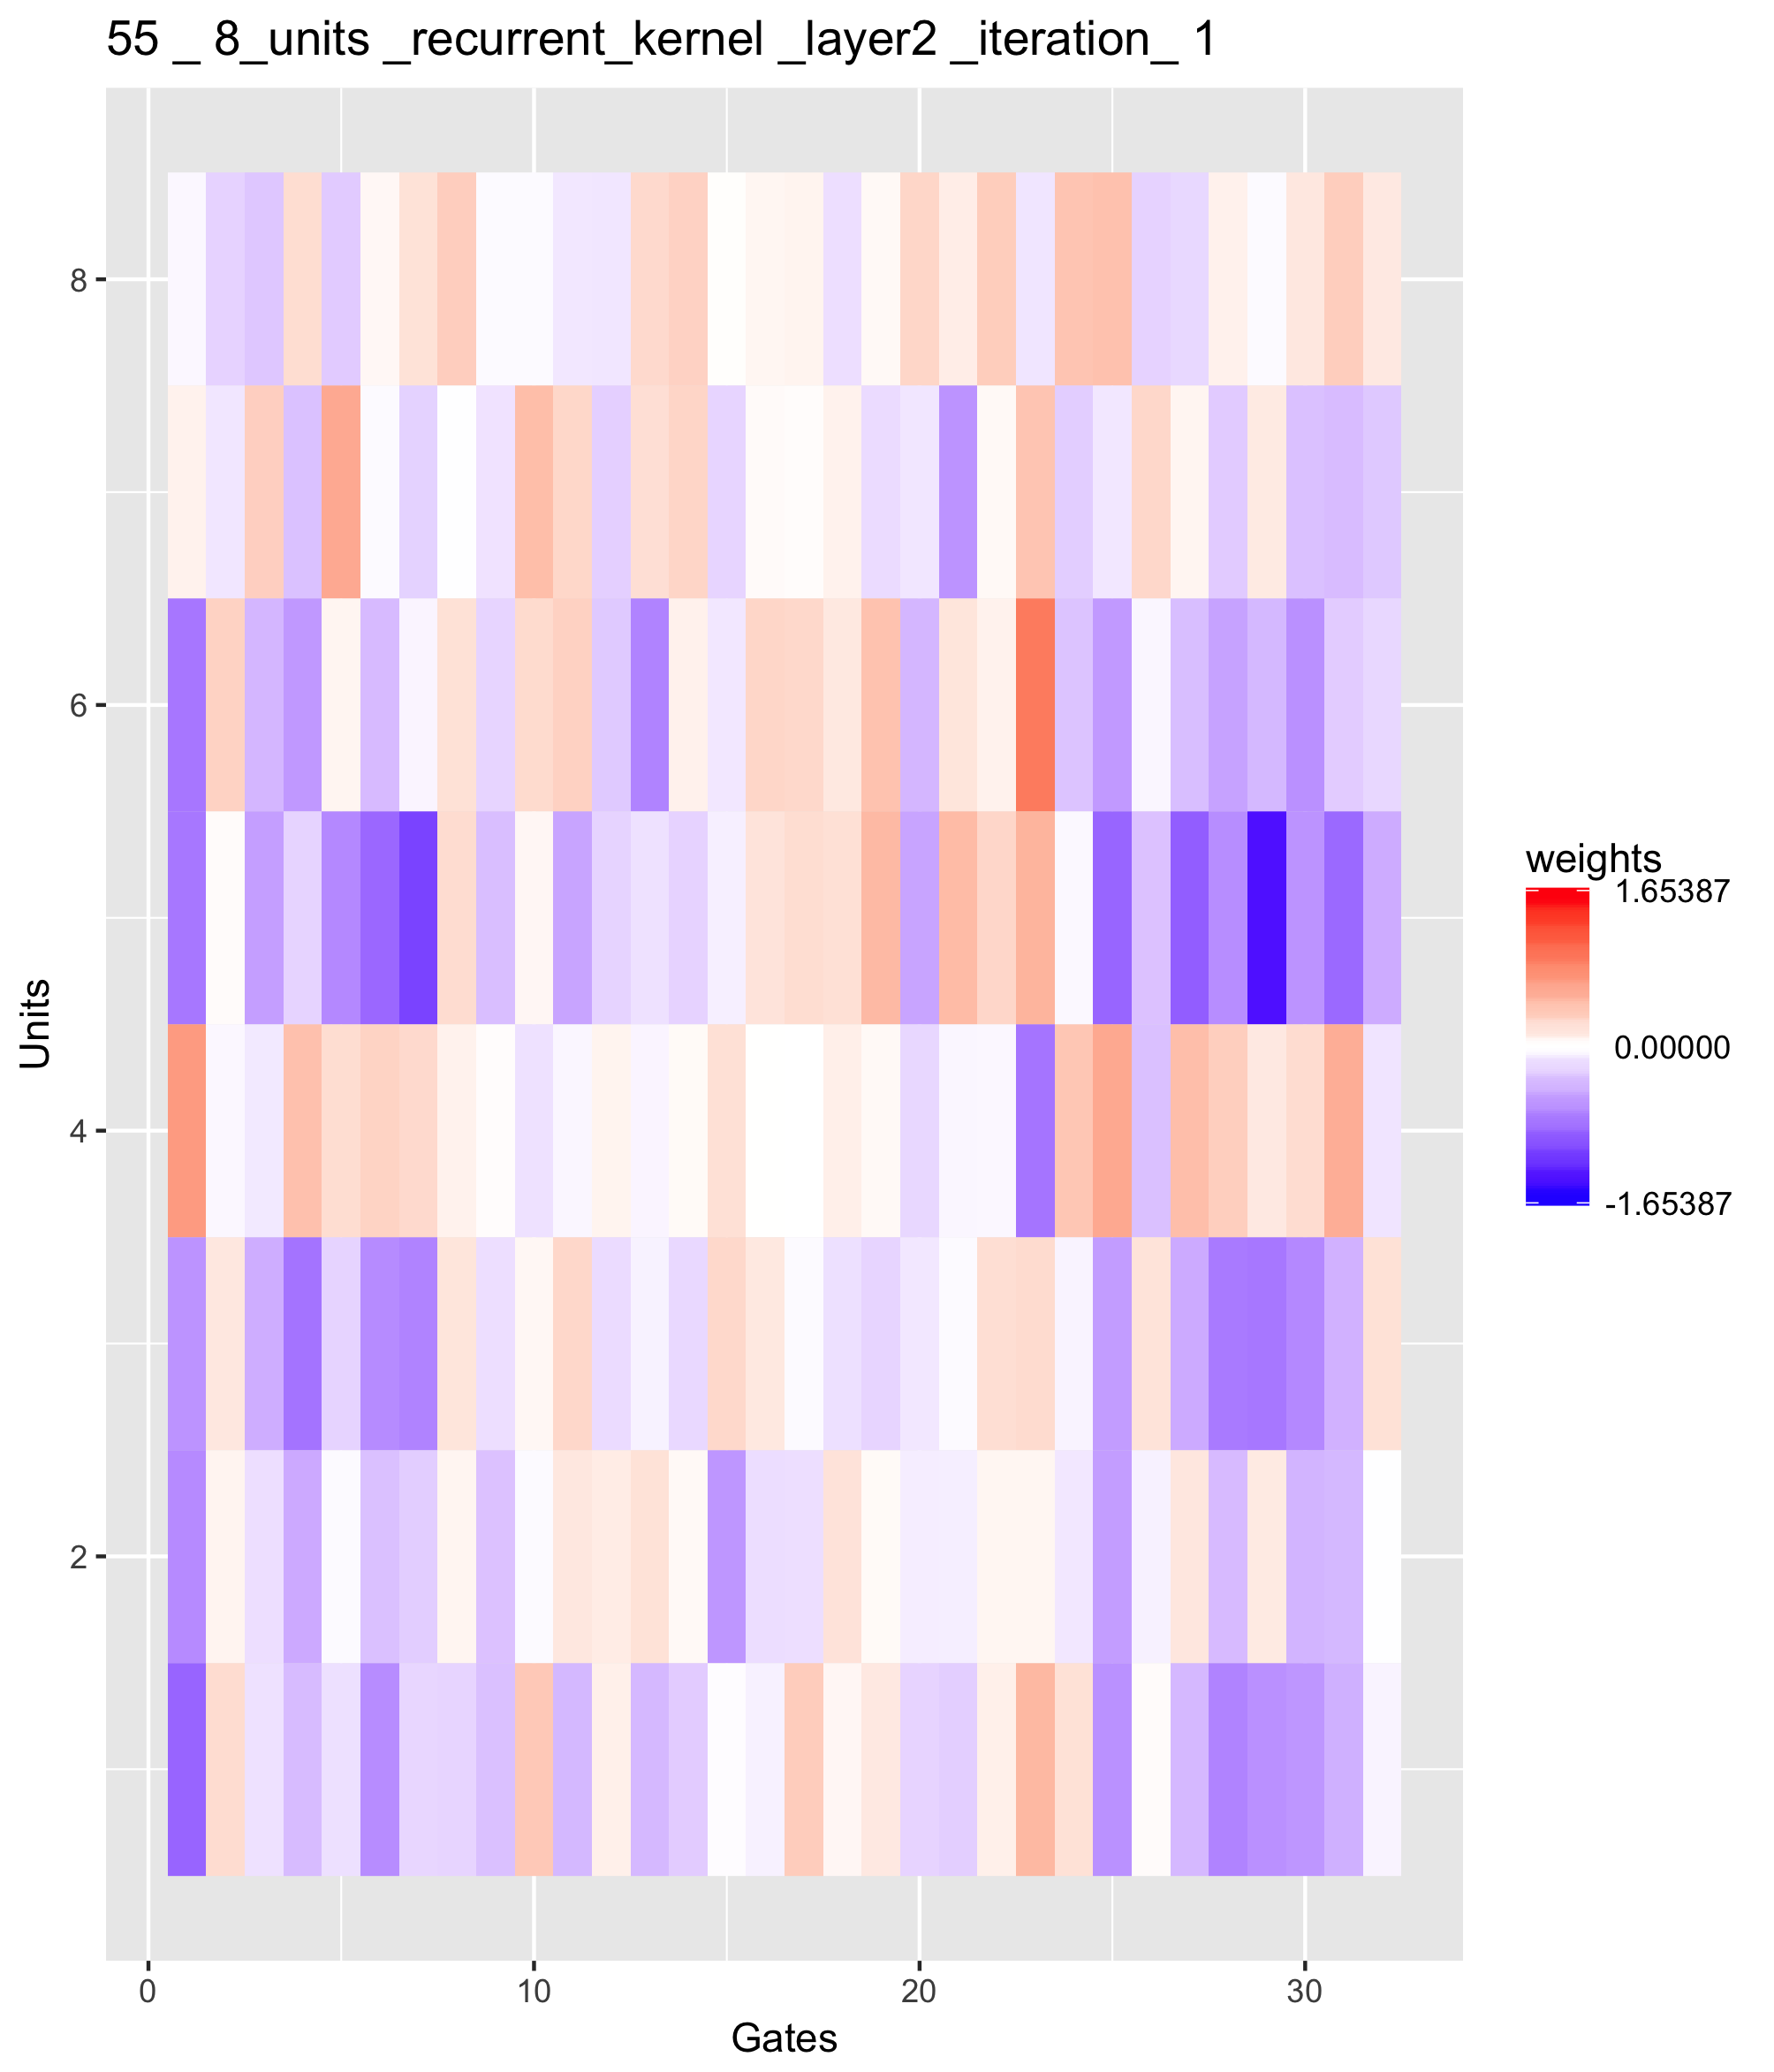 55 _ 8_units _recurrent_kernel _layer2 _iteration_ 1
weights
1.65387
0.00000
-1.65387
Units
8
6
4
2
0 10 20 30
Gates